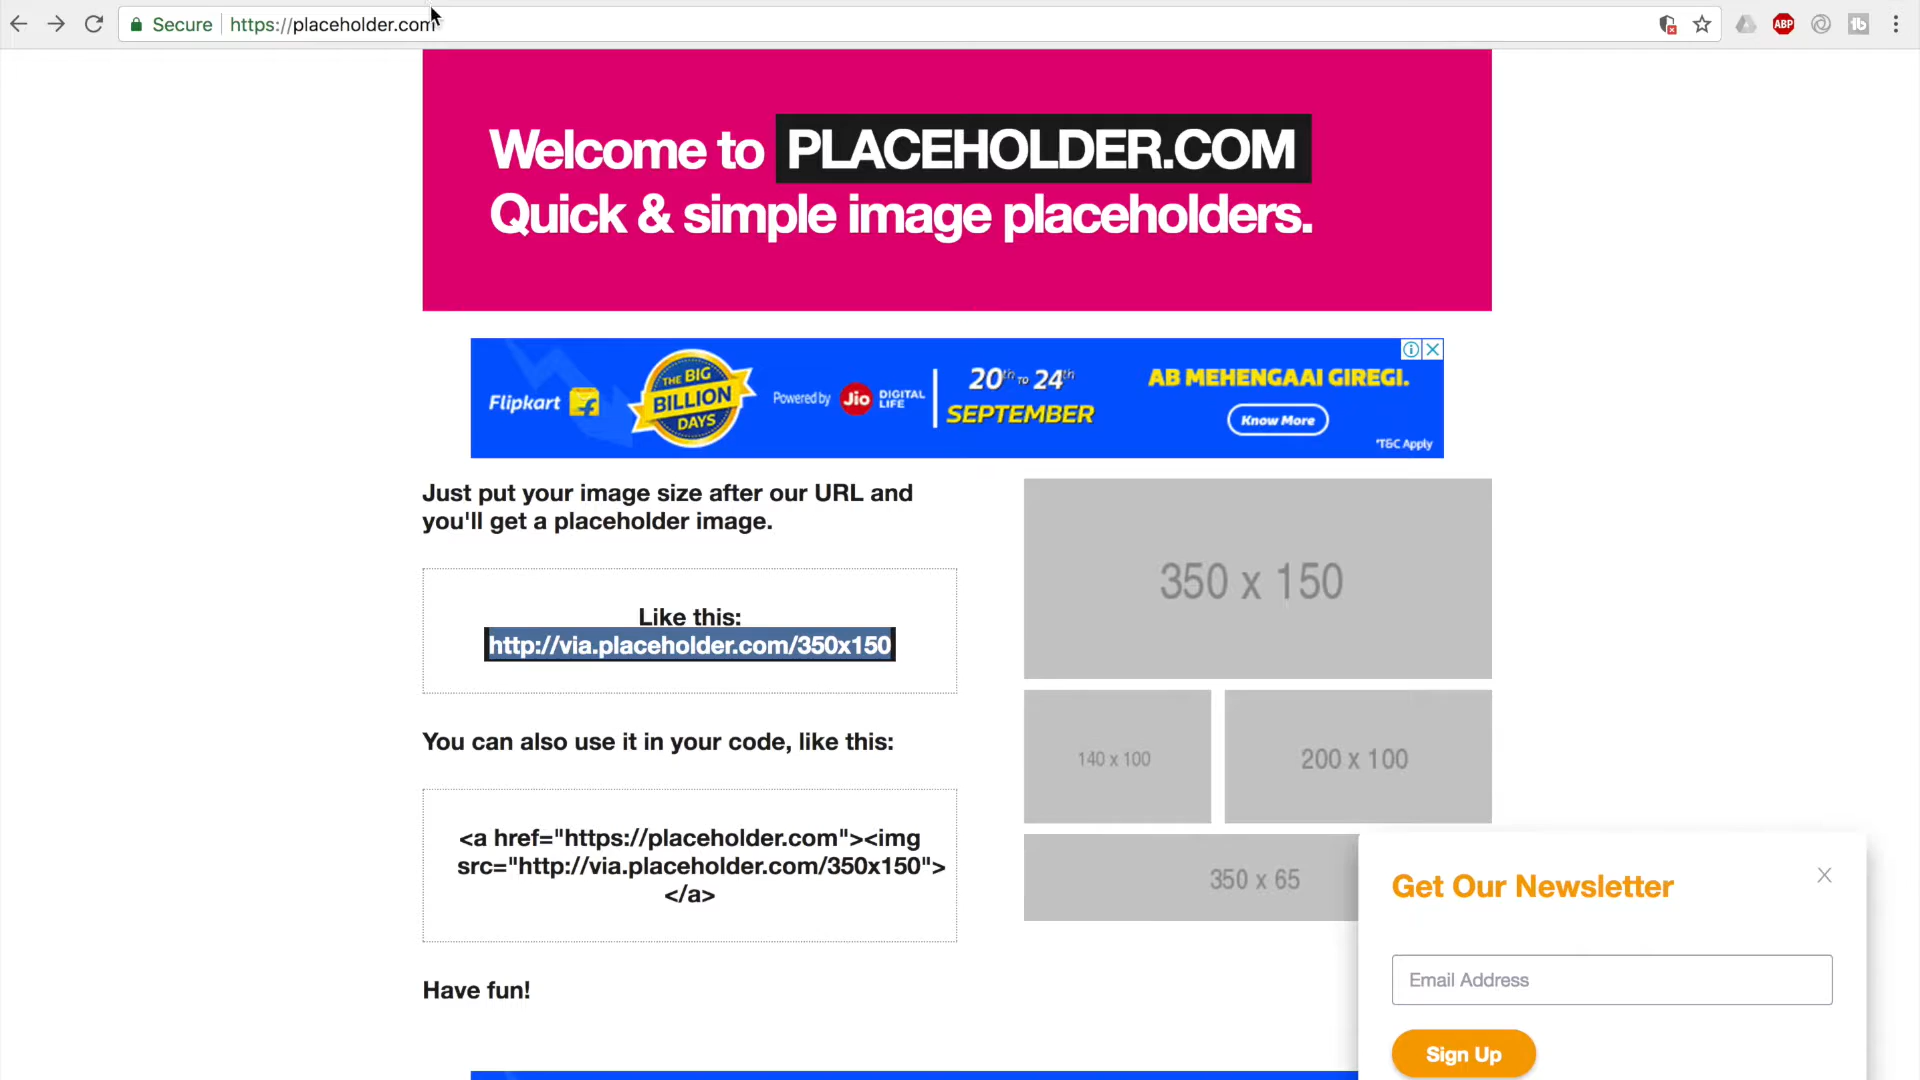 Secure https://placeholder.com
ABP
Welcome to PLACEHOLDER.COM
Quick & simple image placeholders.
Flipkart
THE BIG
BILLION
DAYS
Powered by Jio DIGITAL LIFE
20th TO 24th
SEPTEMBER
AB MEHENGAAI GIREGI.
Know More
*T&C Apply
Just put your image size after our URL and
you'll get a placeholder image.
Like this:
http://via.placeholder.com/350x150
You can also use it in your code, like this:
<a href="https://placeholder.com"><img
src="http://via.placeholder.com/350x150">
</a>
Have fun!
350 x 150
140 x 100
200 x 100
350 x 65
Get Our Newsletter
Email Address
Sign Up